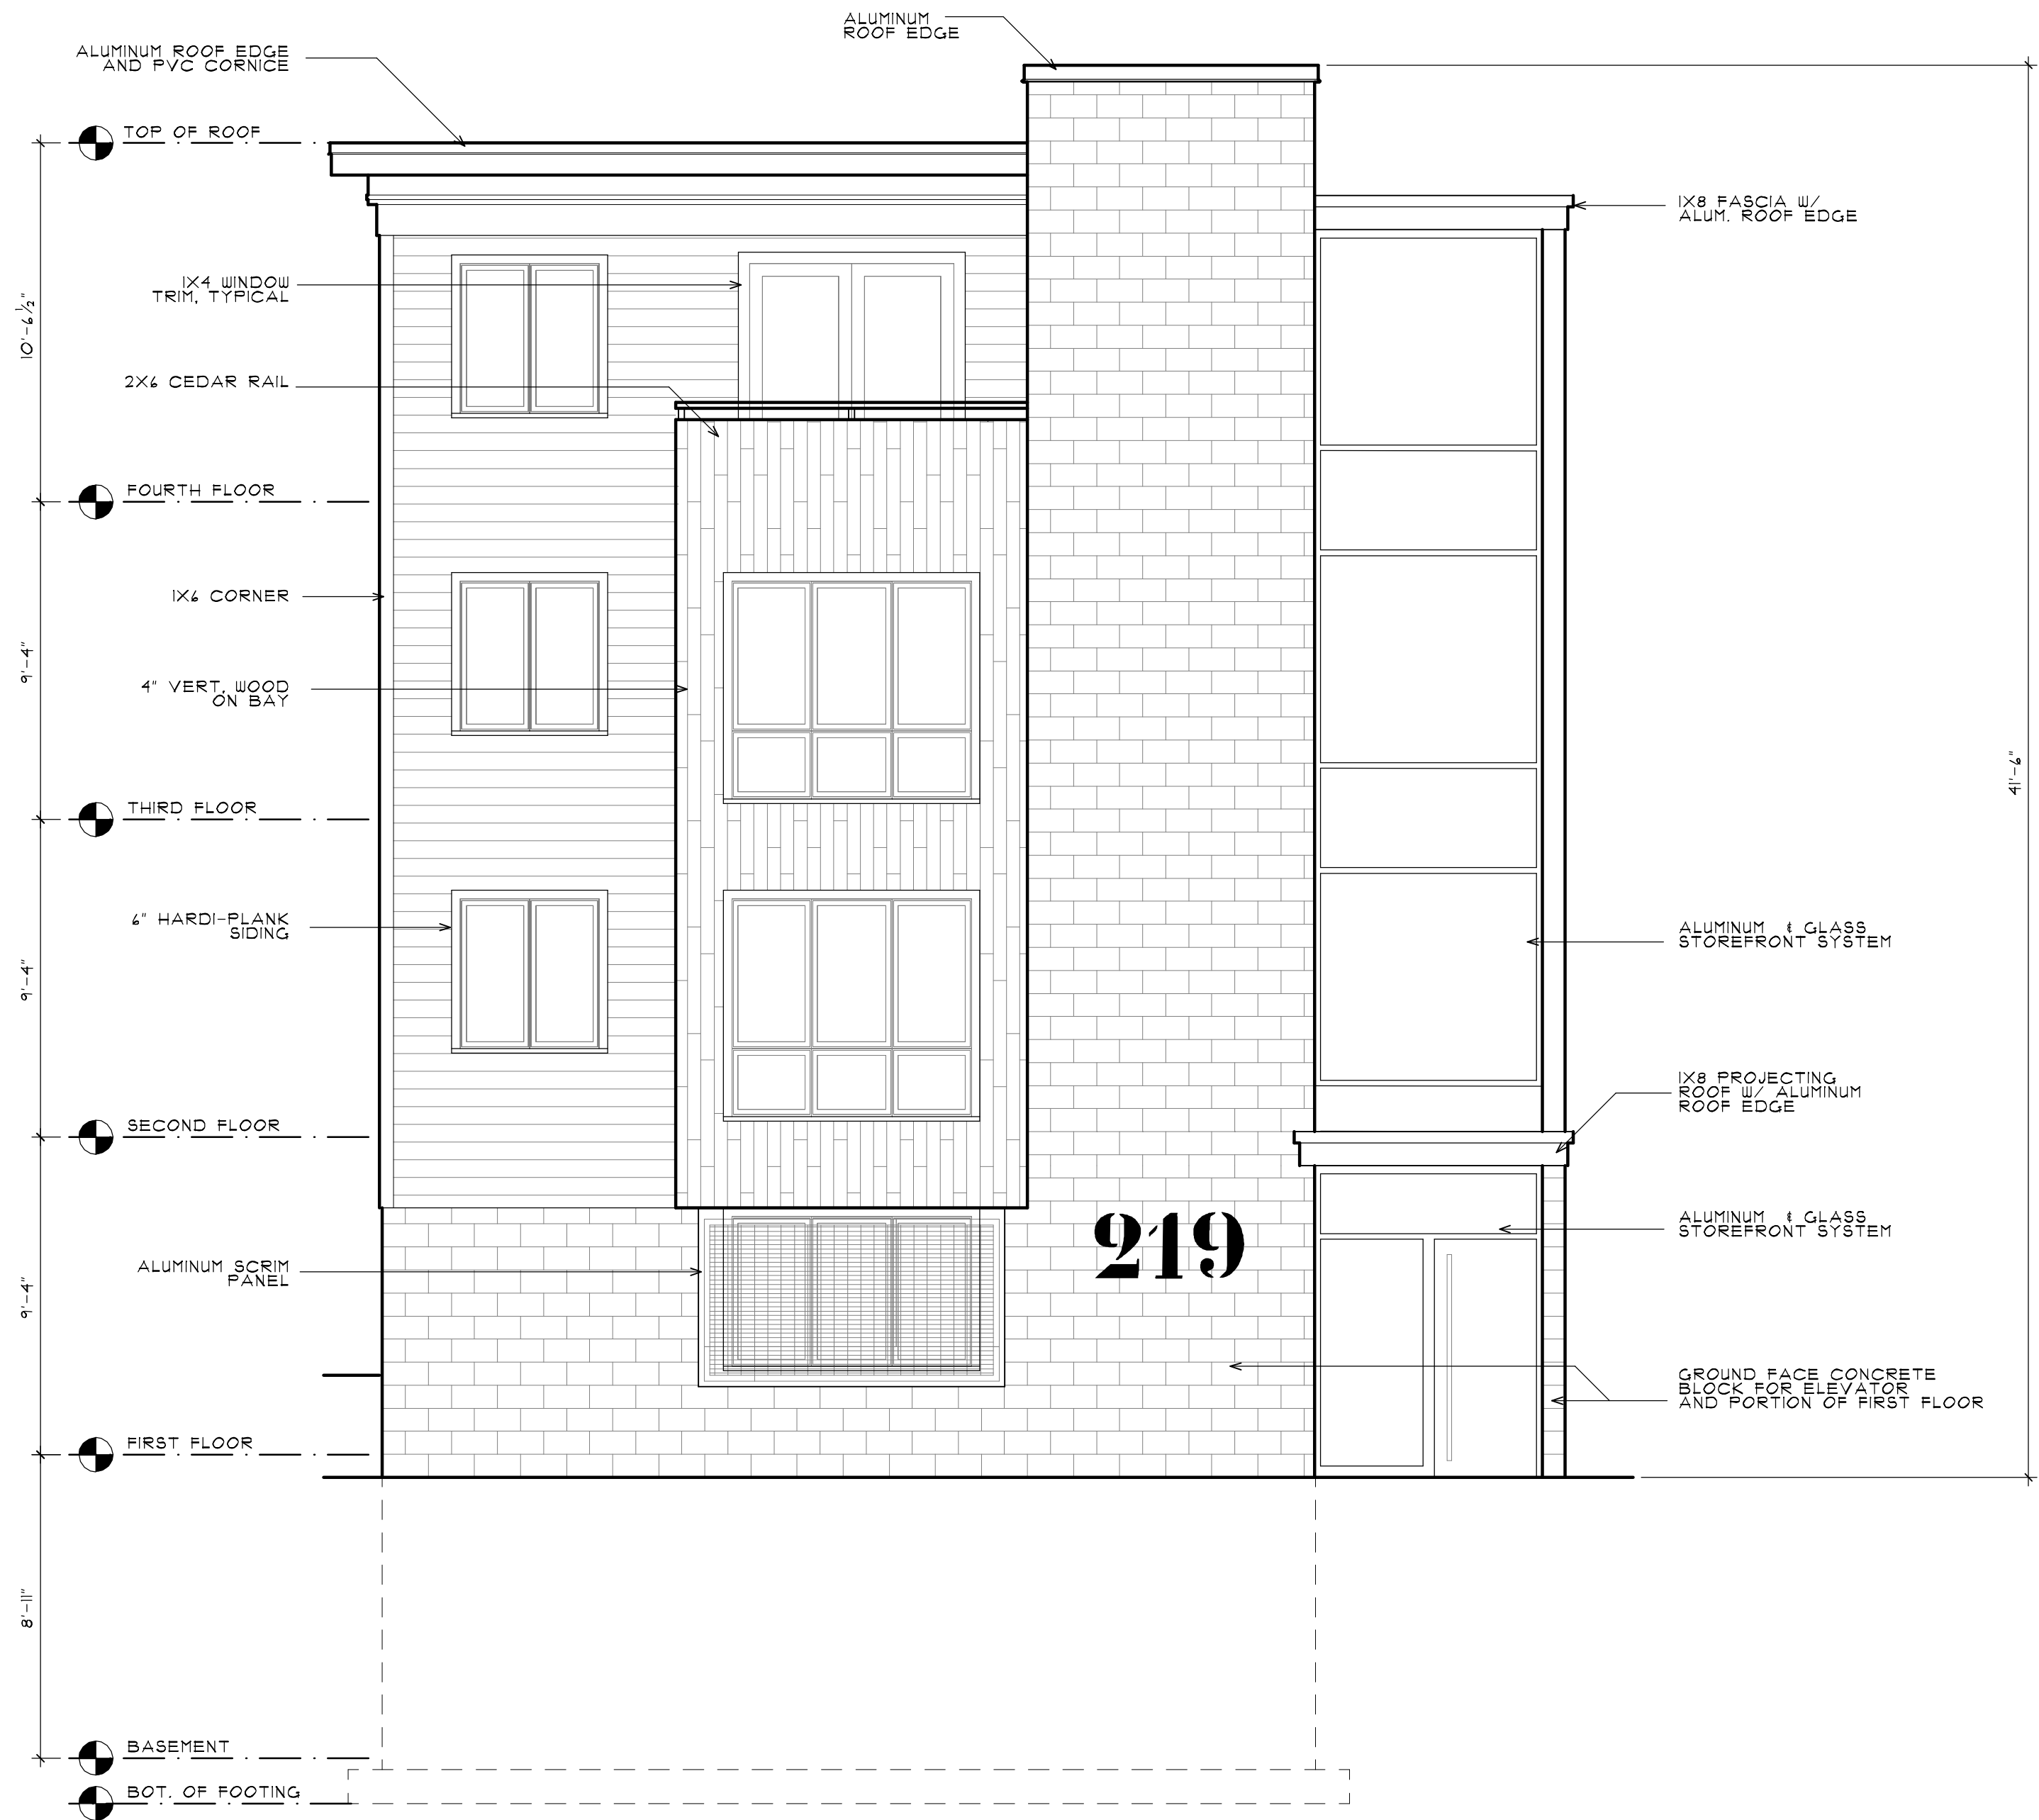 ALUMINUM
ROOF EDGE
ALUMINUM ROOF EDGE
AND PVC CORNICE
TOP OF ROOF
1X8 FASCIA W/
ALUM. ROOF EDGE
1X4 WINDOW
TRIM, TYPICAL
10'-6 1/2"
2X6 CEDAR RAIL
FOURTH FLOOR
1X6 CORNER
9'-4"
4" VERT. WOOD
ON BAY
41'-6"
THIRD FLOOR
6" HARDI-PLANK
SIDING
ALUMINUM & GLASS
STOREFRONT SYSTEM
9'-4"
1X8 PROJECTING
ROOF W/ ALUMINUM
ROOF EDGE
SECOND FLOOR
219
ALUMINUM & GLASS
STOREFRONT SYSTEM
ALUMINUM SCRIM
PANEL
9'-4"
GROUND FACE CONCRETE
BLOCK FOR ELEVATOR
AND PORTION OF FIRST FLOOR
FIRST FLOOR
8'-11"
BASEMENT
BOT. OF FOOTING